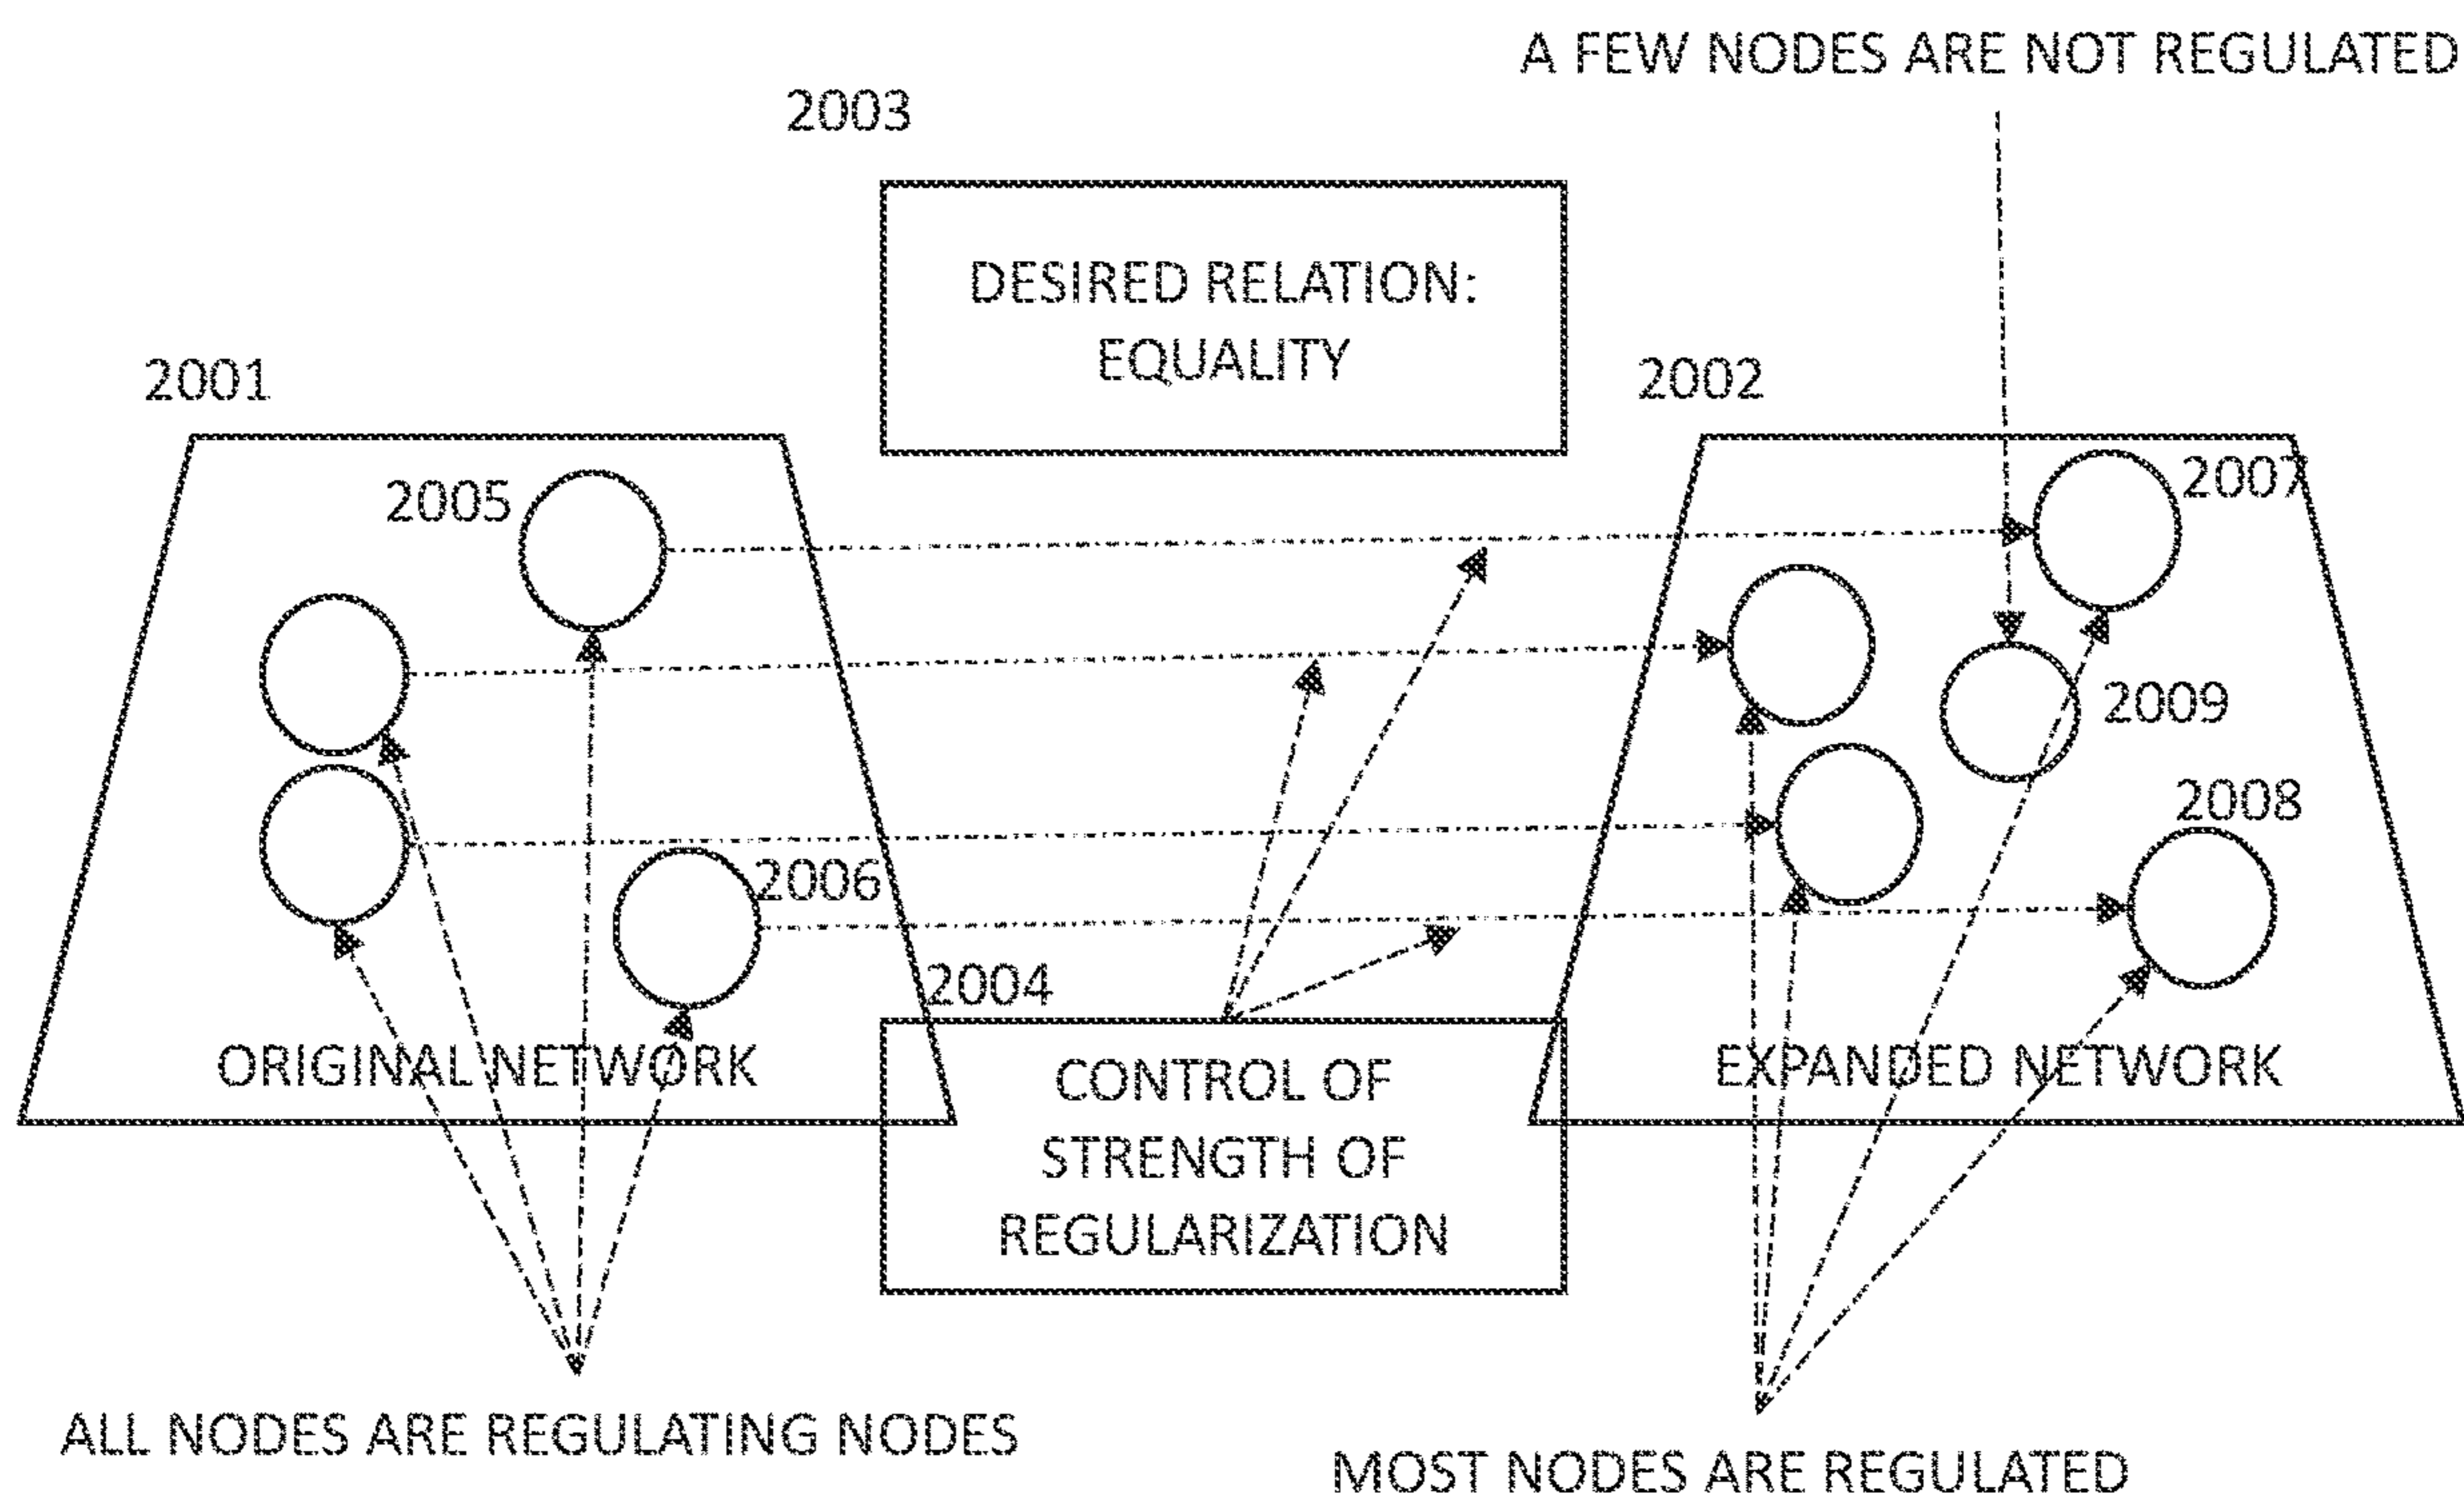 A FEW NODES ARE NOT REGULATED
2003
DESIRED RELATION:
EQUALITY
2001
2002
2005
2007
2009
2008
2006
2004
ORIGINAL NETWORK
EXPANDED NETWORK
CONTROL OF
STRENGTH OF
REGULARIZATION
ALL NODES ARE REGULATING NODES
MOST NODES ARE REGULATED